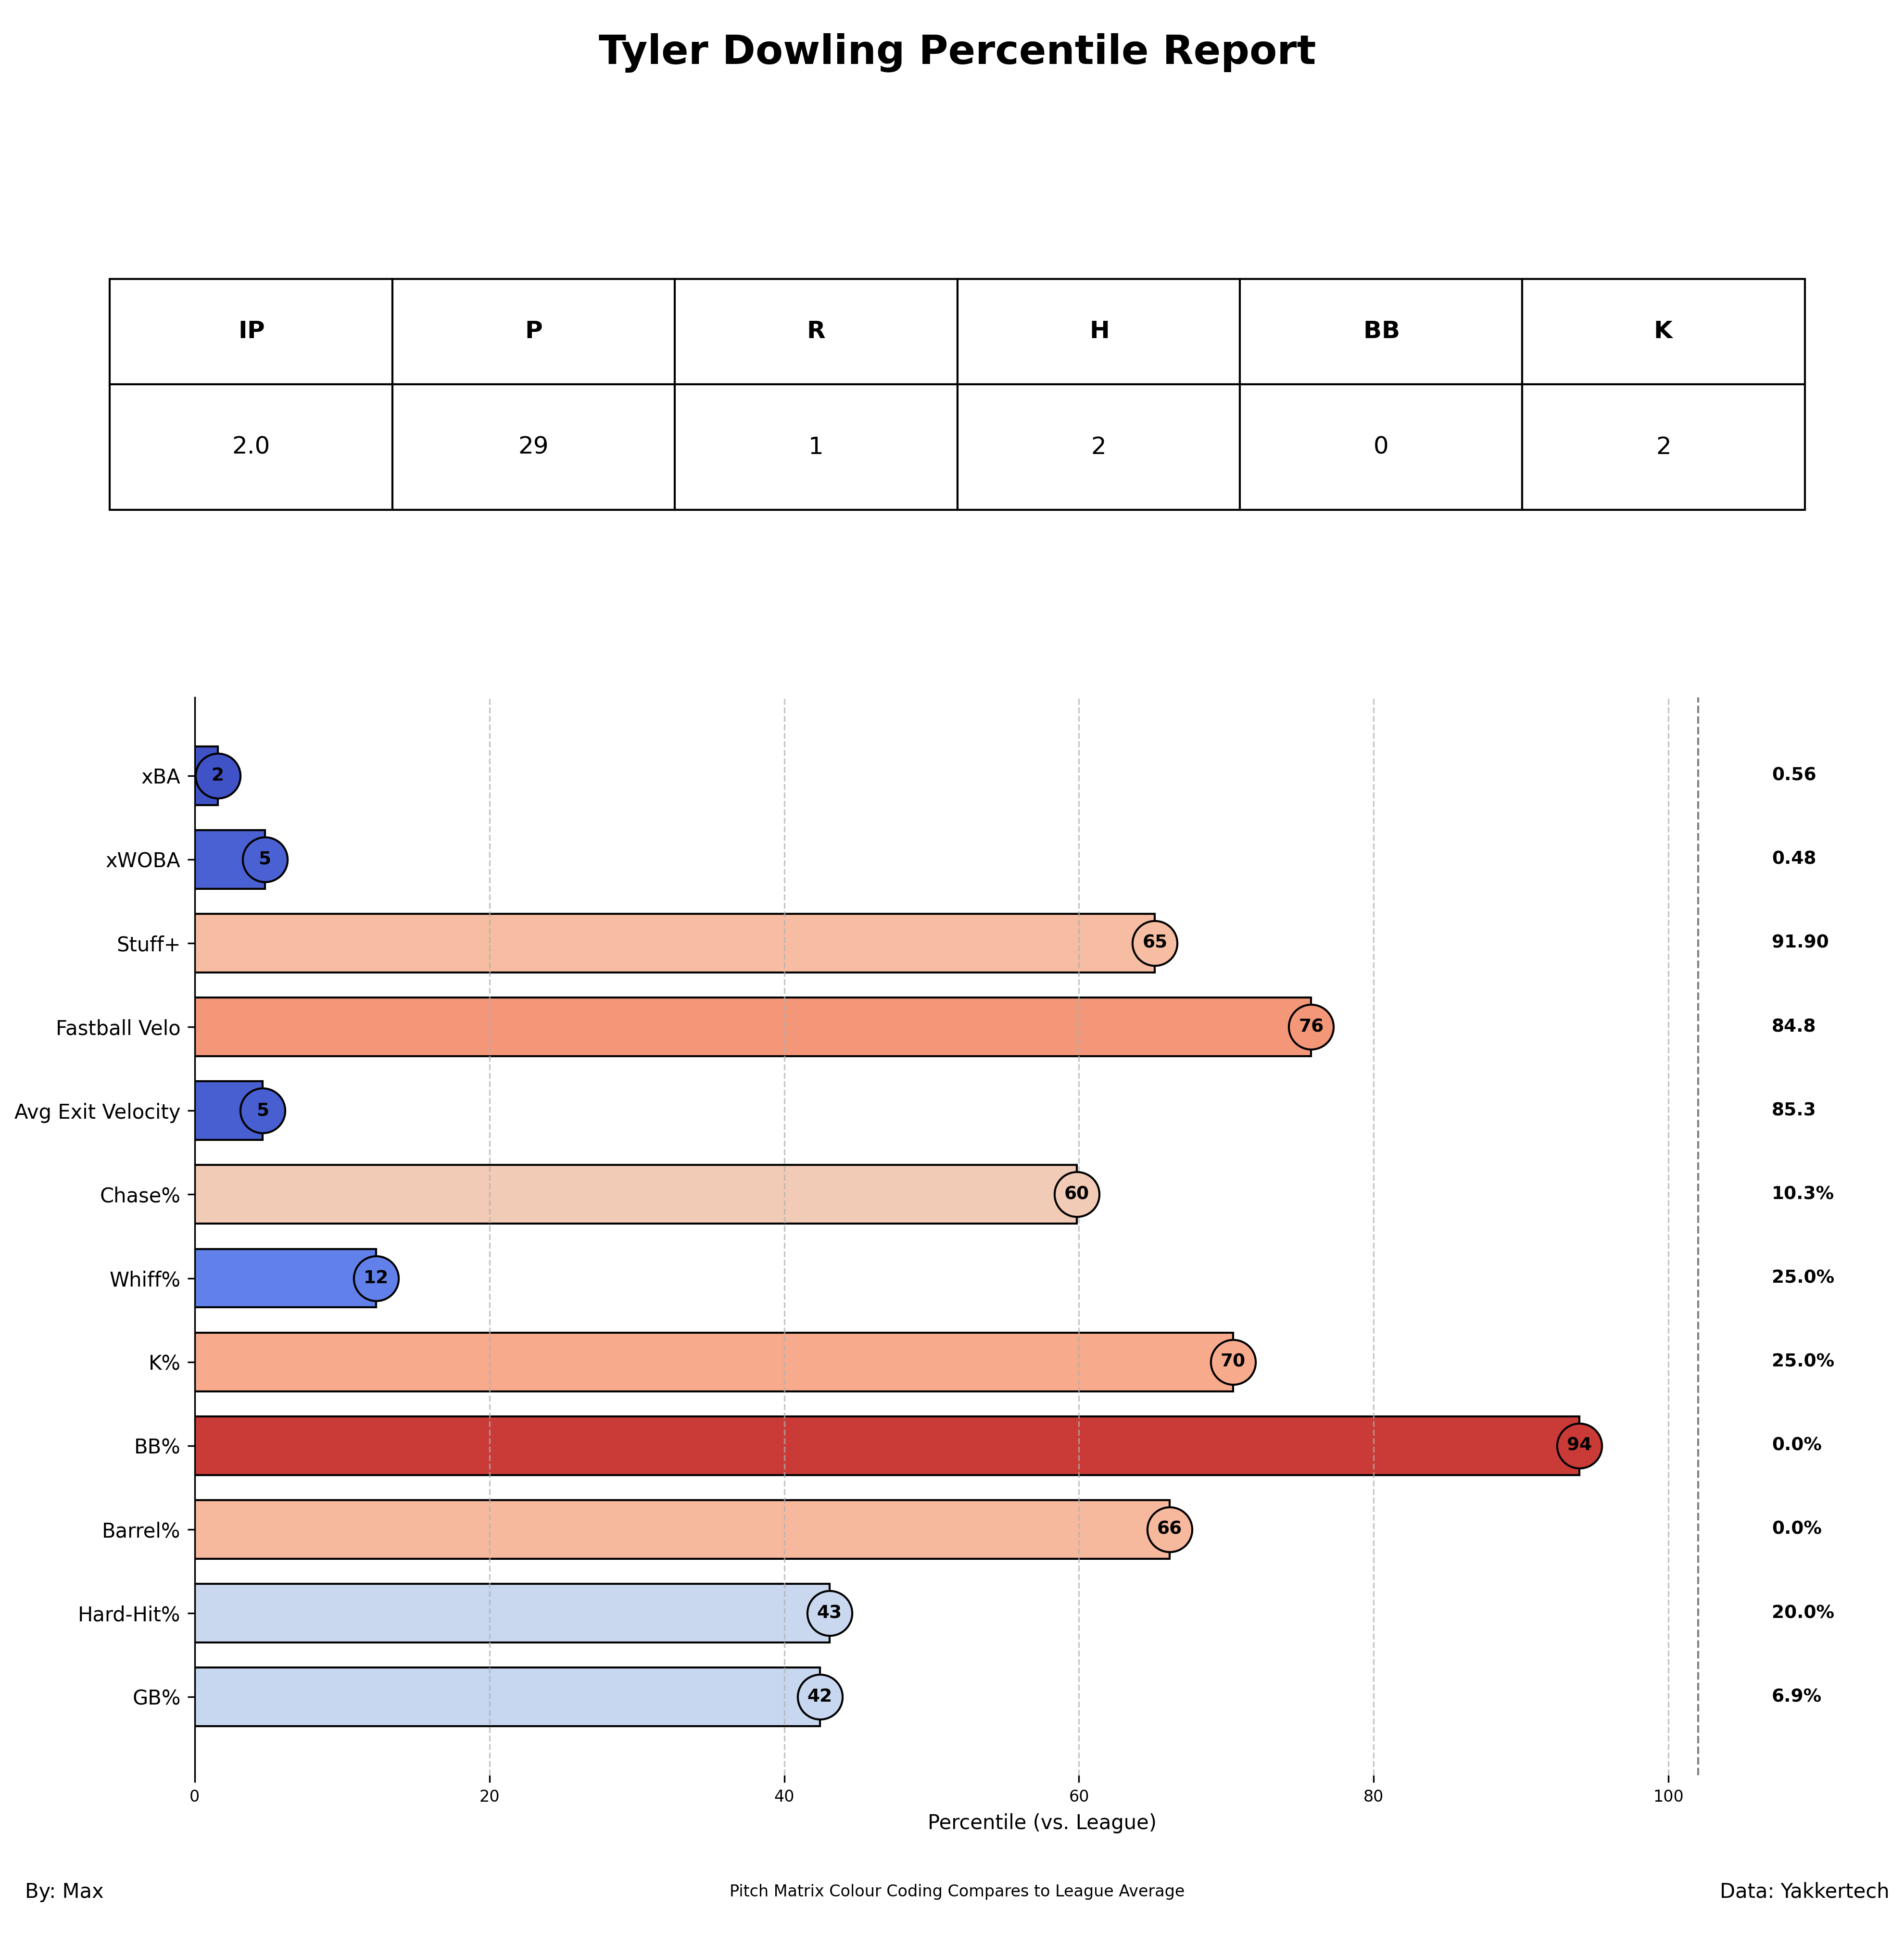 Tyler Dowling Percentile Report
IP P R H BB K
2.0 29 1 2 0 2
xBA 2 0.56
xWOBA 5 0.48
Stuff+ 65 91.90
Fastball Velo 76 84.8
Avg Exit Velocity 5 85.3
Chase% 60 10.3%
Whiff% 12 25.0%
K% 70 25.0%
BB% 94 0.0%
Barrel% 66 0.0%
Hard-Hit% 43 20.0%
GB% 42 6.9%
0 20 40 60 80 100
Percentile (vs. League)
By: Max Pitch Matrix Colour Coding Compares to League Average Data: Yakkertech